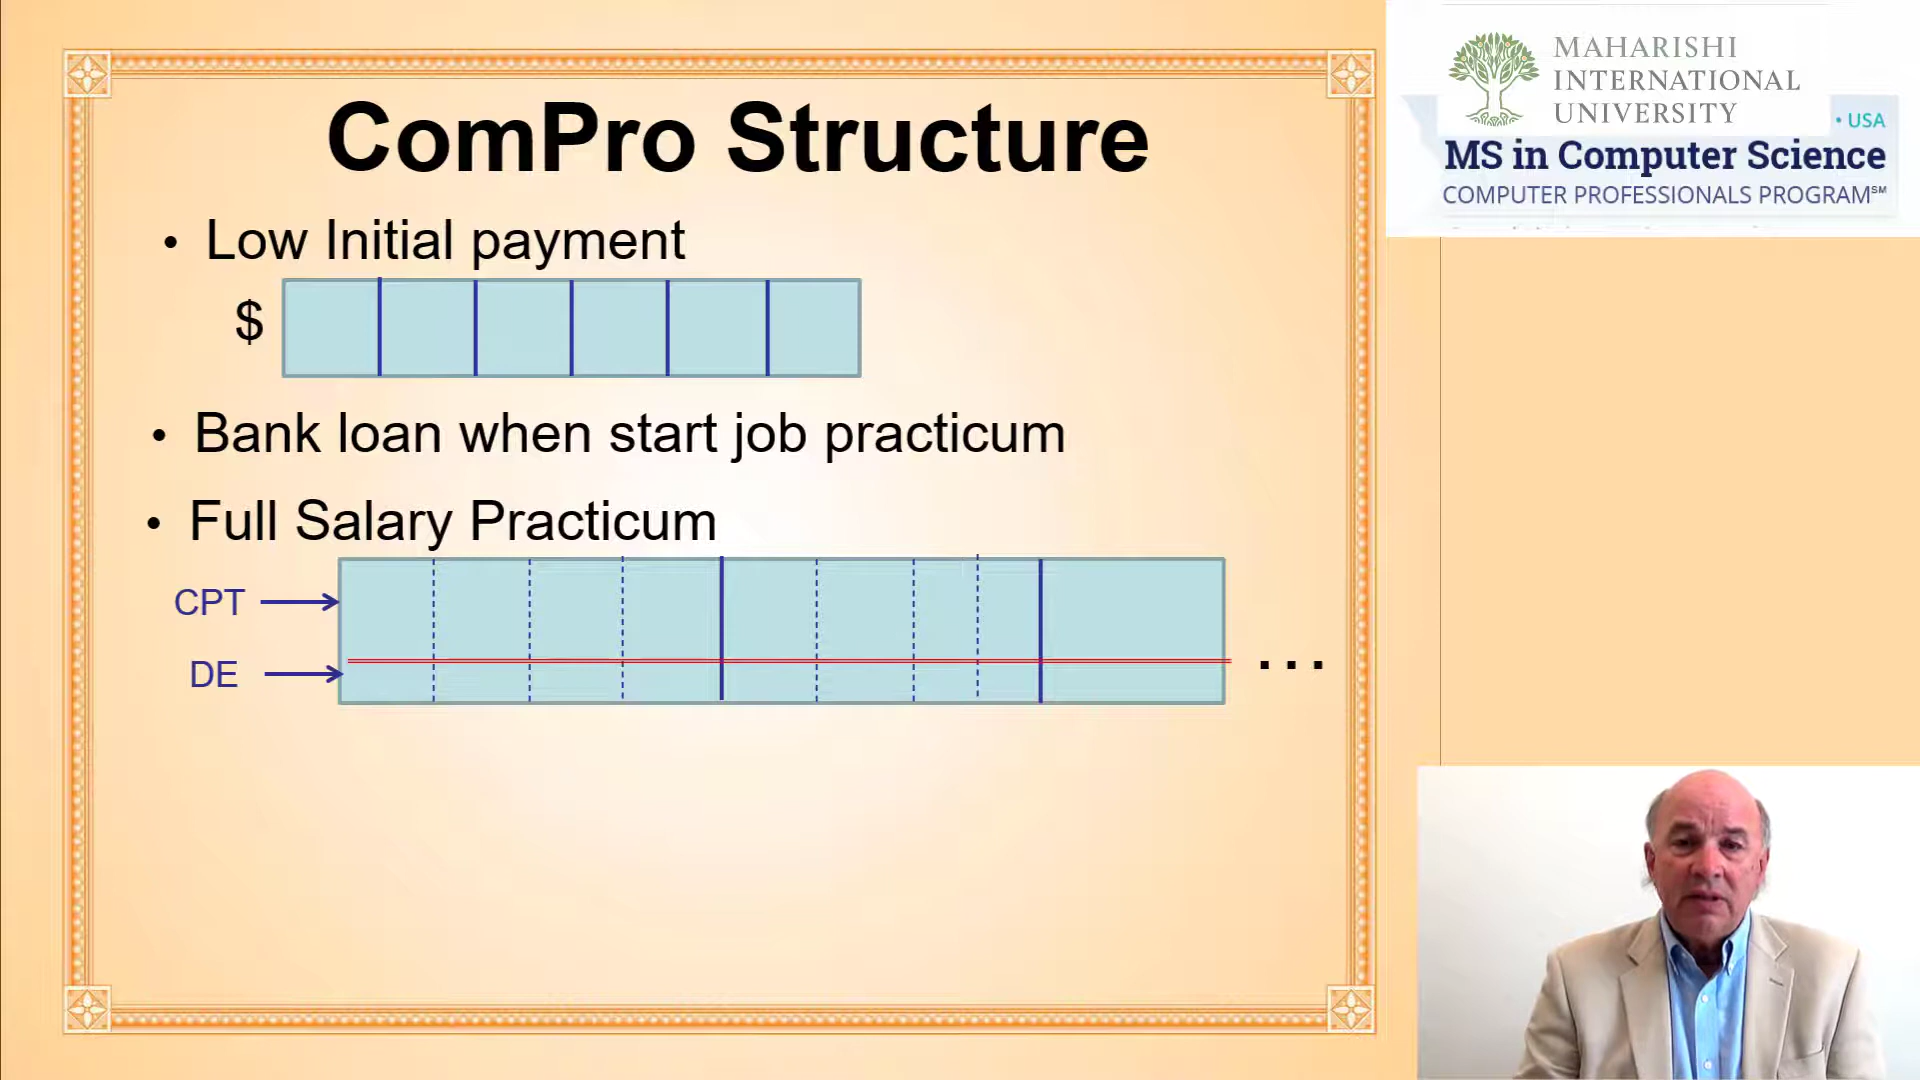 ComPro Structure
• Low Initial payment
$
• Bank loan when start job practicum
• Full Salary Practicum
CPT
DE
...
MAHARISHI
INTERNATIONAL
UNIVERSITY
• USA
MS in Computer Science
COMPUTER PROFESSIONALS PROGRAM℠